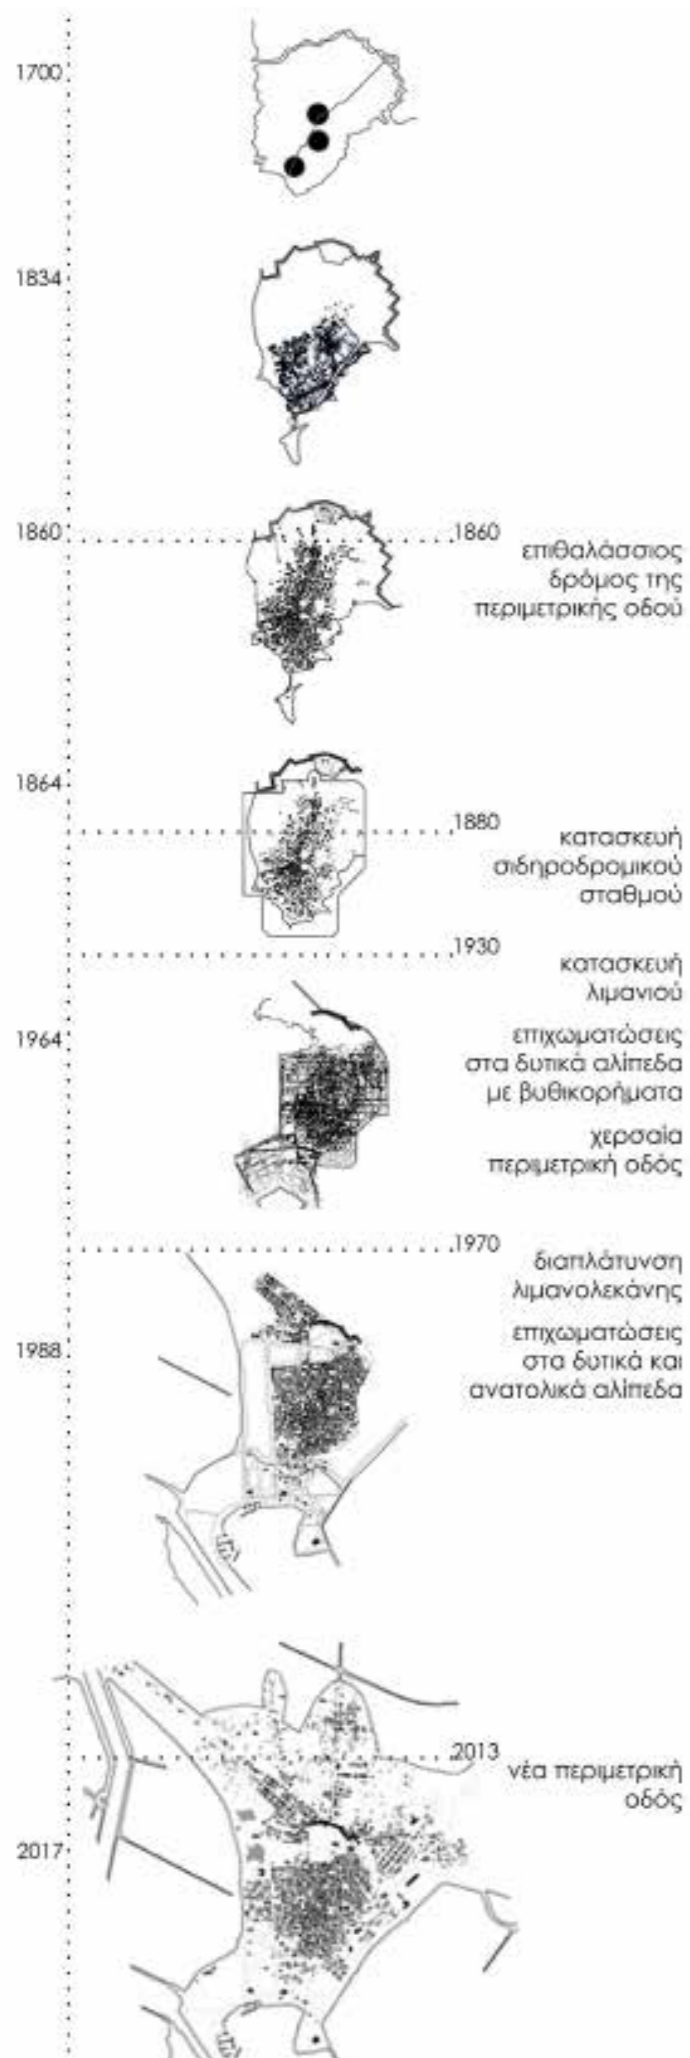 1700
1834
1860
1860
επιθαλάσσιος
δρόμος της
περιμετρικής οδού
1864
1880
κατασκευή
σιδηροδρομικού
σταθμού
1930
κατασκευή
λιμανιού
1964
επιχωματώσεις
στα δυτικά αλίπεδα
με βυθικορήματα
χερσαία
περιμετρική οδός
1970
διαπλάτυνση
λιμανολεκάνης
1988
επιχωματώσεις
στα δυτικά και
ανατολικά αλίπεδα
2013
νέα περιμετρική
οδός
2017